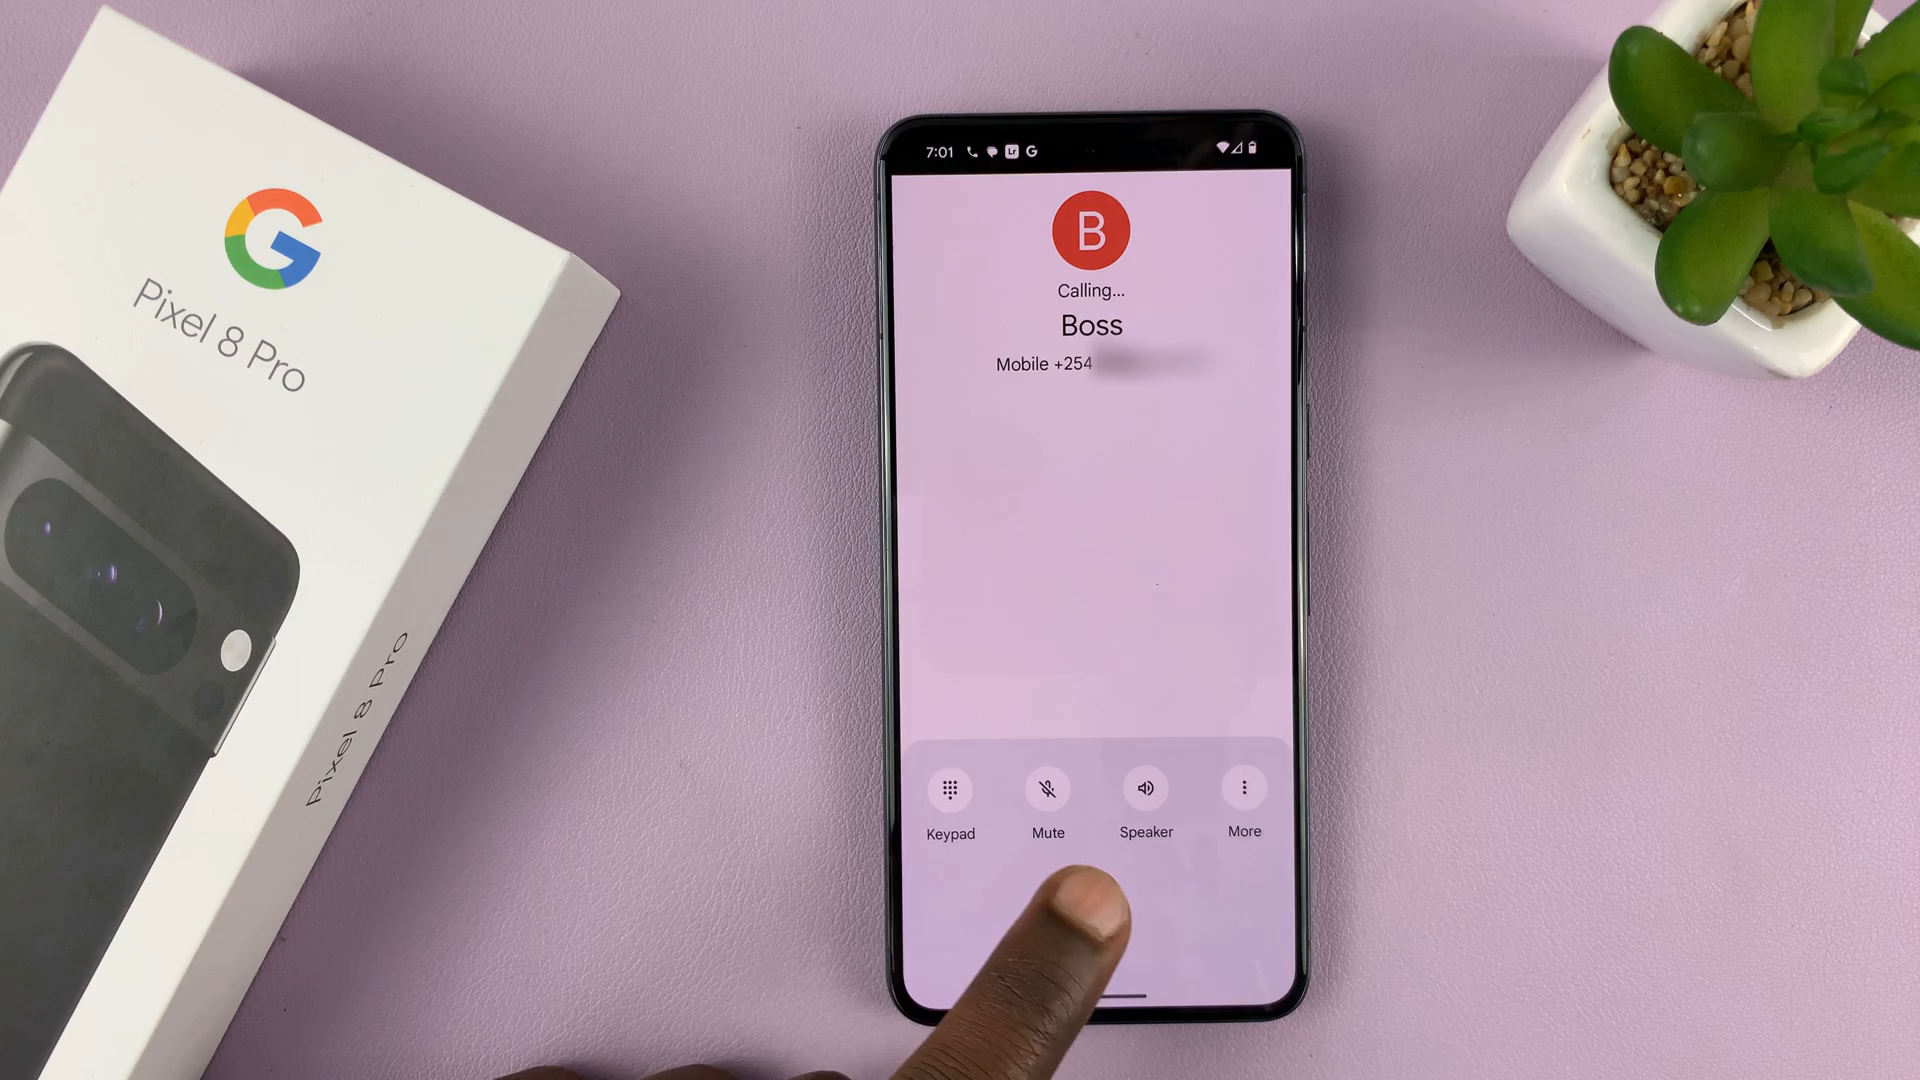 Pixel 8 Pro
Pixel 8 Pro
7:01
B
Calling...
Boss
Mobile +254
Keypad
Mute
Speaker
More